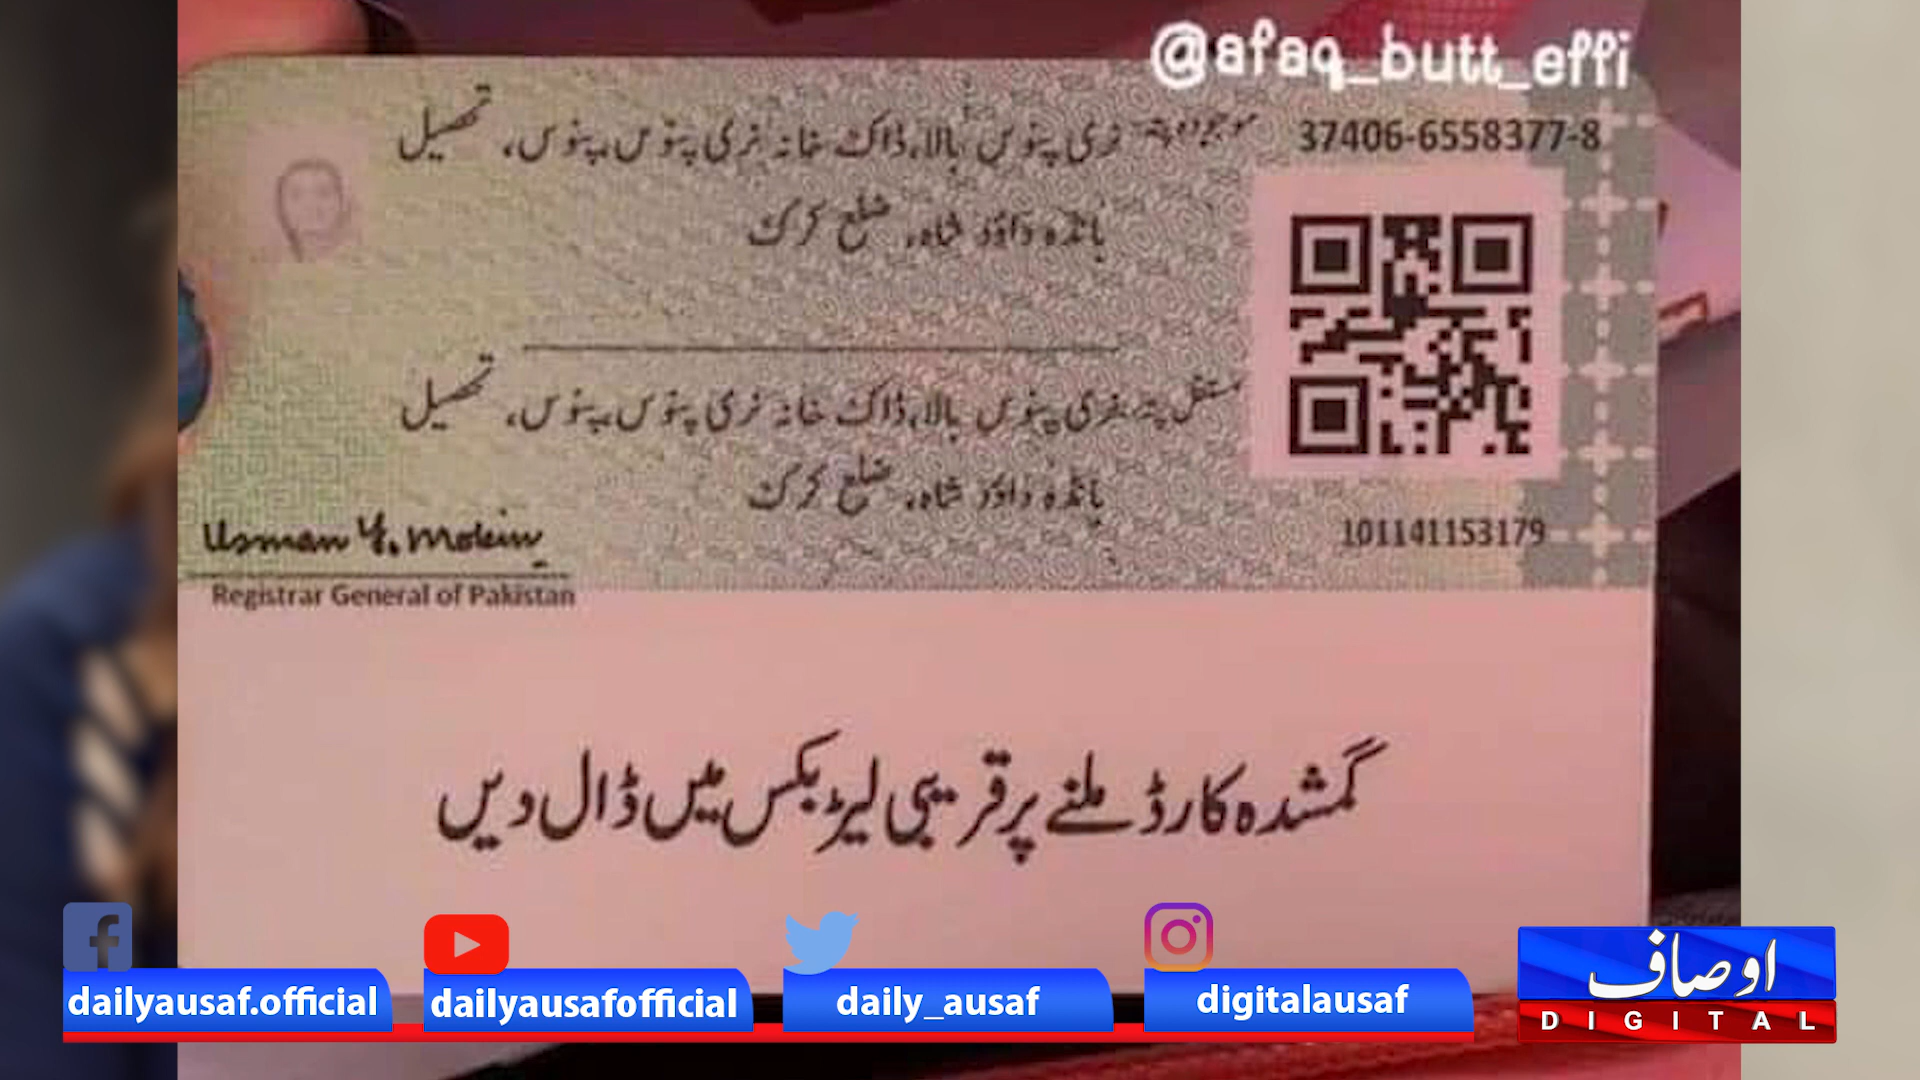 @afaq_butt_effi
37406-6558377-8
موجودہ پتہ نری پنوس بالا، ڈاک خانہ نری پنوس، پنوس، تحصیل
بانڈہ داؤد شاہ، ضلع کرک
مستقل پتہ نری پنوس بالا، ڈاک خانہ نری پنوس، پنوس، تحصیل
بانڈہ داؤد شاہ، ضلع کرک
101141153179
Usman Y. Mobin
Registrar General of Pakistan
گمشدہ کارڈ ملنے پر قریبی لیٹر بکس میں ڈال دیں
dailyausaf.official
dailyausafofficial
daily_ausaf
digitalausaf
اوصاف
DIGITAL